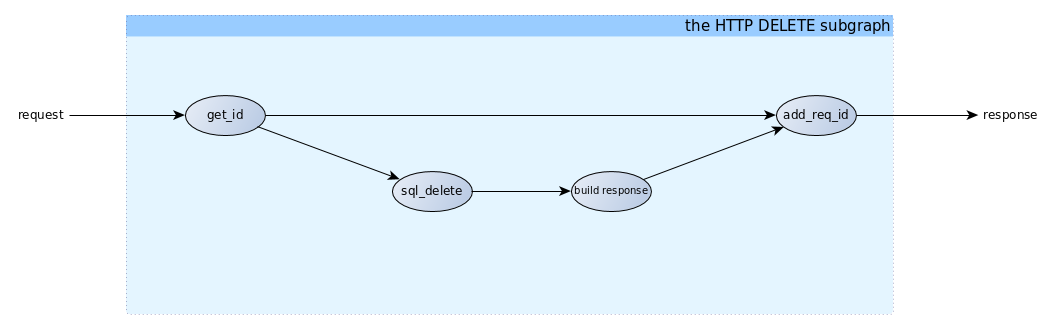 the HTTP DELETE subgraph
request
get_id
add_req_id
response
sql_delete
build response